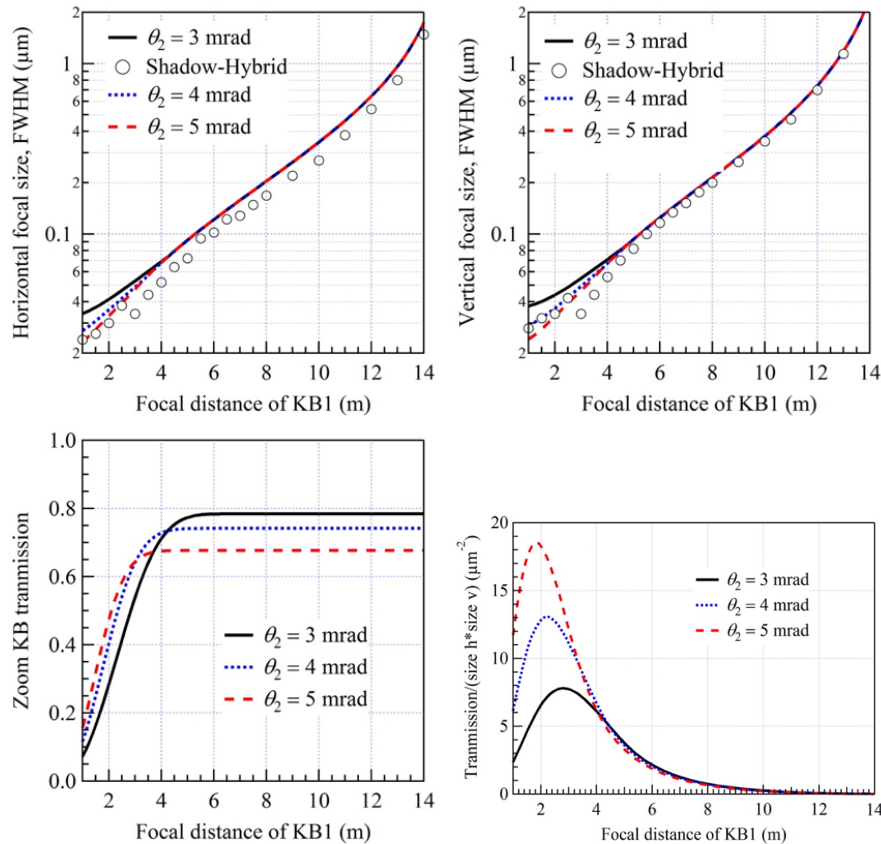 Horizontal focal size, FWHM (µm)
θ2 = 3 mrad
Shadow-Hybrid
θ2 = 4 mrad
θ2 = 5 mrad
2
1
8
6
4
2
0.1
8
6
4
2
2 4 6 8 10 12 14
Focal distance of KB1 (m)
Vertical focal size, FWHM (µm)
θ2 = 3 mrad
Shadow-Hybrid
θ2 = 4 mrad
θ2 = 5 mrad
2
1
8
6
4
2
0.1
8
6
4
2
2 4 6 8 10 12 14
Focal distance of KB1 (m)
Zoom KB tranmission
1.0
0.8
0.6
0.4
0.2
0.0
θ2 = 3 mrad
θ2 = 4 mrad
θ2 = 5 mrad
2 4 6 8 10 12 14
Focal distance of KB1 (m)
Tranmission/(size h*size v) (µm-2)
20
15
10
5
0
θ2 = 3 mrad
θ2 = 4 mrad
θ2 = 5 mrad
2 4 6 8 10 12 14
Focal distance of KB1 (m)